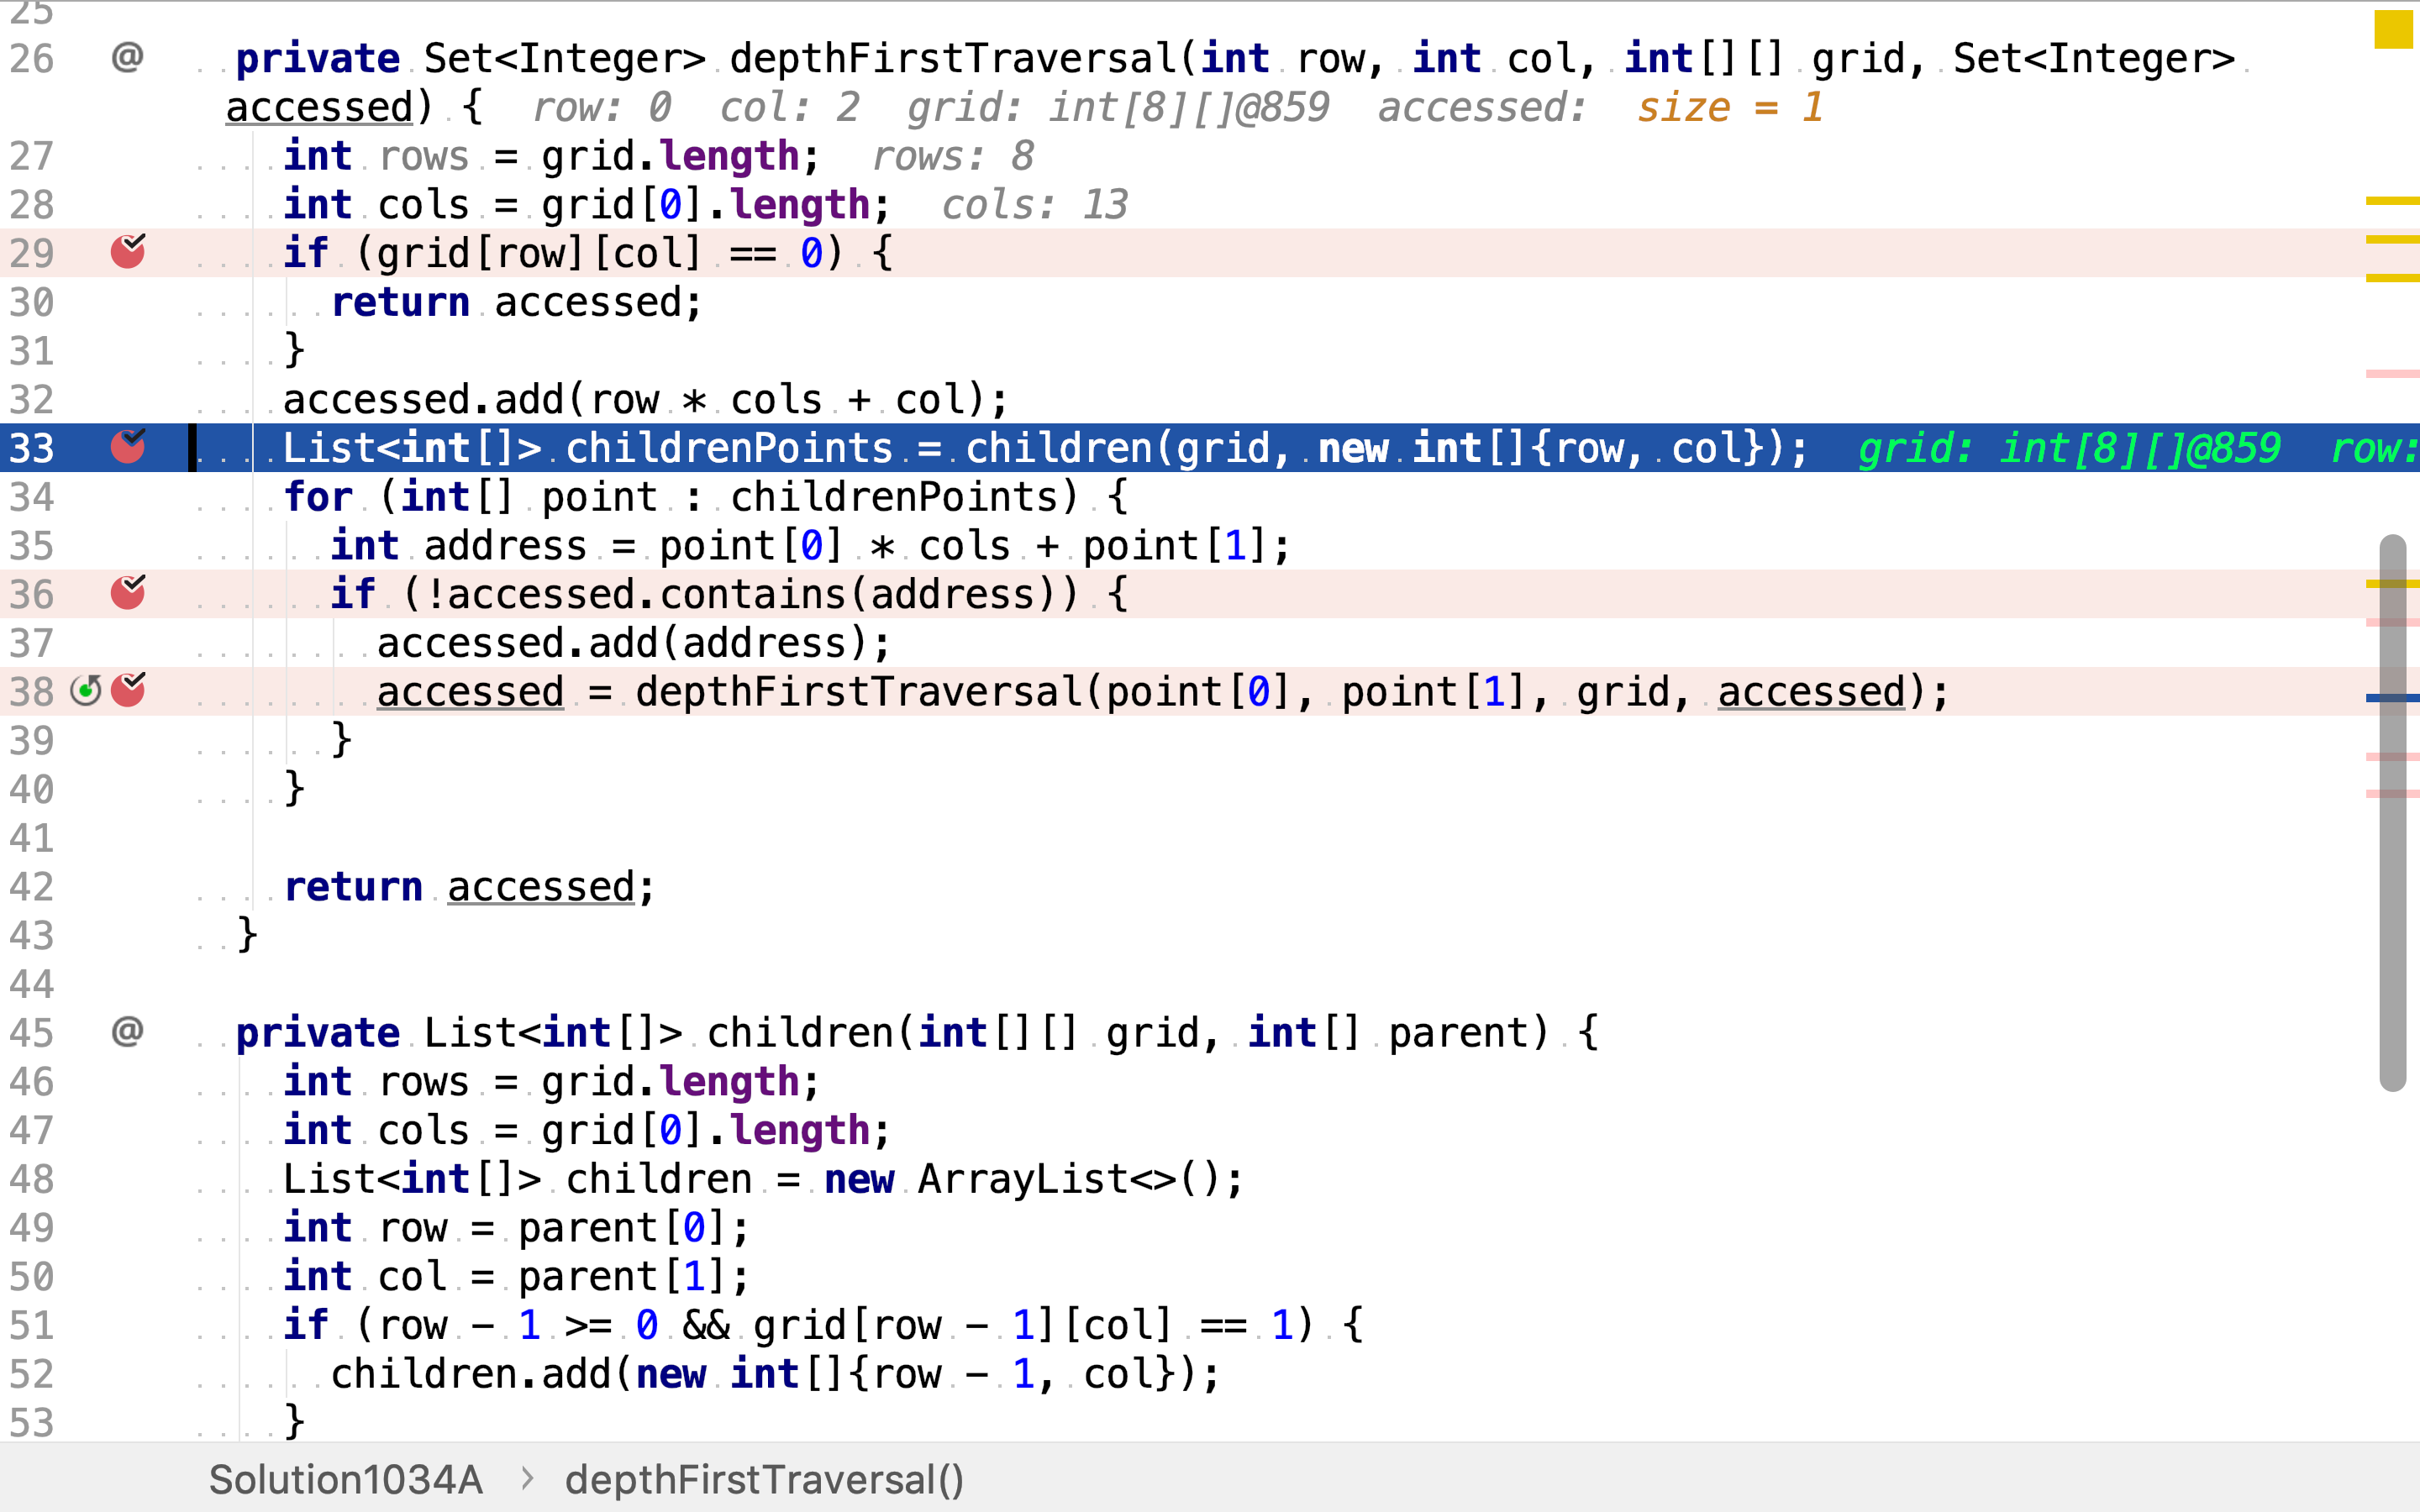 25
26 @ private Set<Integer> depthFirstTraversal(int row, int col, int[][] grid, Set<Integer>
accessed) { row: 0 col: 2 grid: int[8][]@859 accessed: size = 1
27 int rows = grid.length; rows: 8
28 int cols = grid[0].length; cols: 13
29 if (grid[row][col] == 0) {
30 return accessed;
31 }
32 accessed.add(row * cols + col);
33 List<int[]> childrenPoints = children(grid, new int[]{row, col}); grid: int[8][]@859 row:
34 for (int[] point : childrenPoints) {
35 int address = point[0] * cols + point[1];
36 if (!accessed.contains(address)) {
37 accessed.add(address);
38 accessed = depthFirstTraversal(point[0], point[1], grid, accessed);
39 }
40 }
41
42 return accessed;
43 }
44
45 @ private List<int[]> children(int[][] grid, int[] parent) {
46 int rows = grid.length;
47 int cols = grid[0].length;
48 List<int[]> children = new ArrayList<>();
49 int row = parent[0];
50 int col = parent[1];
51 if (row - 1 >= 0 && grid[row - 1][col] == 1) {
52 children.add(new int[]{row - 1, col});
53 }
Solution1034A > depthFirstTraversal()